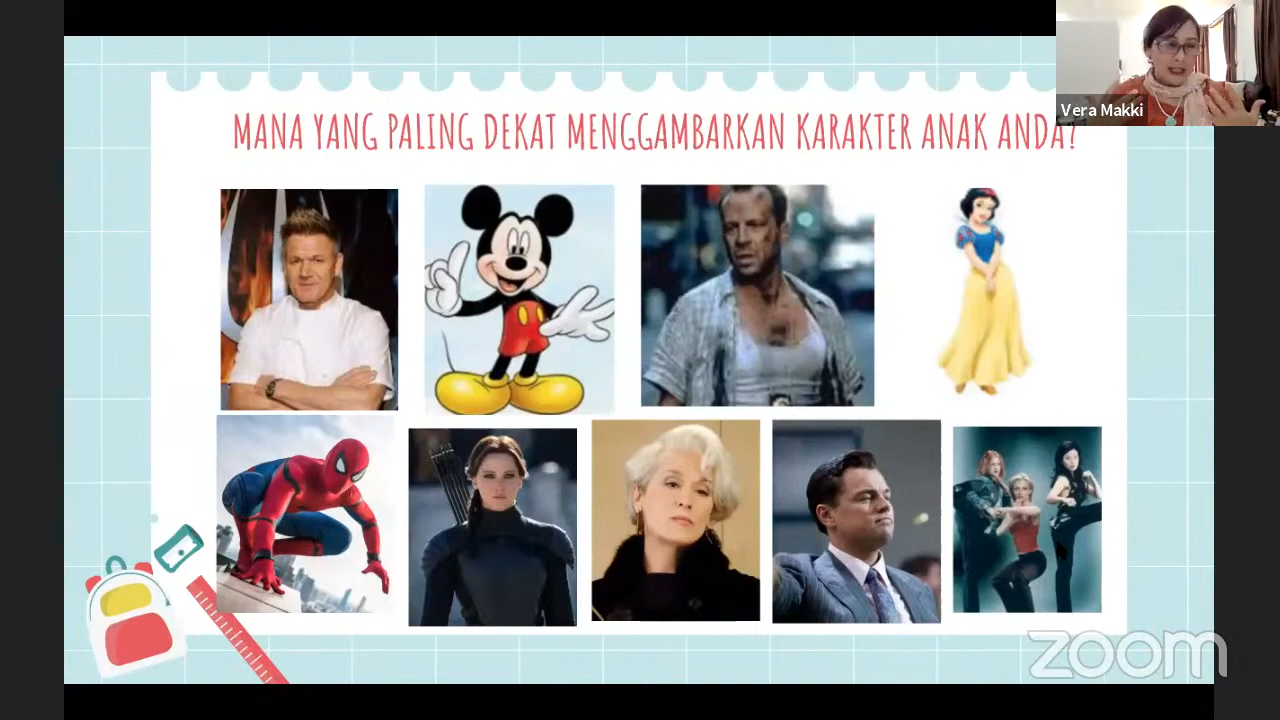 Vera Makki
MANA YANG PALING DEKAT MENGGAMBARKAN KARAKTER ANAK ANDA?
zoom